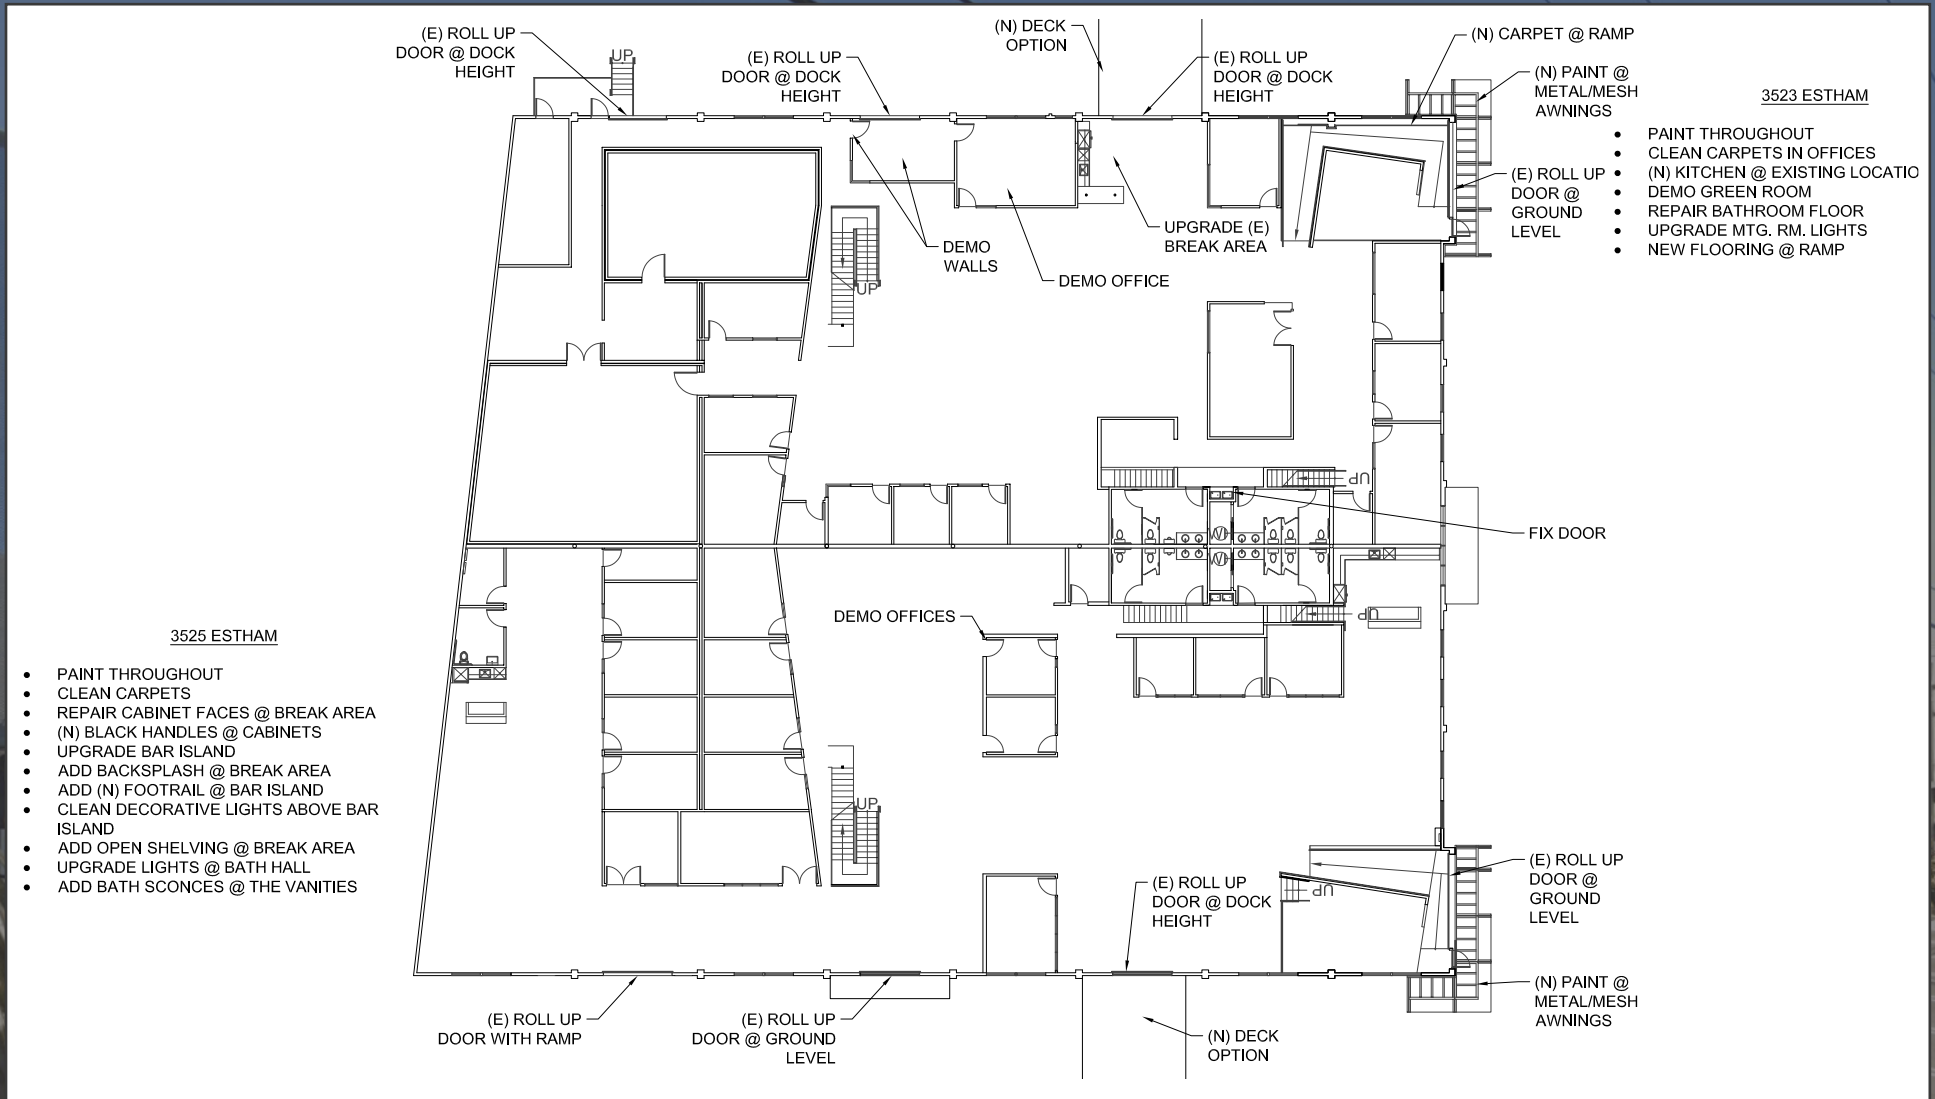 (E) ROLL UP
DOOR @ DOCK
HEIGHT
UP
(E) ROLL UP
DOOR @ DOCK
HEIGHT
(N) DECK
OPTION
(E) ROLL UP
DOOR @ DOCK
HEIGHT
(N) CARPET @ RAMP
(N) PAINT @
METAL/MESH
AWNINGS
3523 ESTHAM
• PAINT THROUGHOUT
• CLEAN CARPETS IN OFFICES
• (N) KITCHEN @ EXISTING LOCATIO
• DEMO GREEN ROOM
• REPAIR BATHROOM FLOOR
• UPGRADE MTG. RM. LIGHTS
• NEW FLOORING @ RAMP
(E) ROLL UP
DOOR @
GROUND
LEVEL
UPGRADE (E)
BREAK AREA
DEMO
WALLS
DEMO OFFICE
UP
UP
FIX DOOR
DEMO OFFICES
UP
3525 ESTHAM
• PAINT THROUGHOUT
• CLEAN CARPETS
• REPAIR CABINET FACES @ BREAK AREA
• (N) BLACK HANDLES @ CABINETS
• UPGRADE BAR ISLAND
• ADD BACKSPLASH @ BREAK AREA
• ADD (N) FOOTRAIL @ BAR ISLAND
• CLEAN DECORATIVE LIGHTS ABOVE BAR
ISLAND
• ADD OPEN SHELVING @ BREAK AREA
• UPGRADE LIGHTS @ BATH HALL
• ADD BATH SCONCES @ THE VANITIES
UP
UP
(E) ROLL UP
DOOR @ DOCK
HEIGHT
(E) ROLL UP
DOOR @
GROUND
LEVEL
(N) PAINT @
METAL/MESH
AWNINGS
(E) ROLL UP
DOOR WITH RAMP
(E) ROLL UP
DOOR @ GROUND
LEVEL
(N) DECK
OPTION